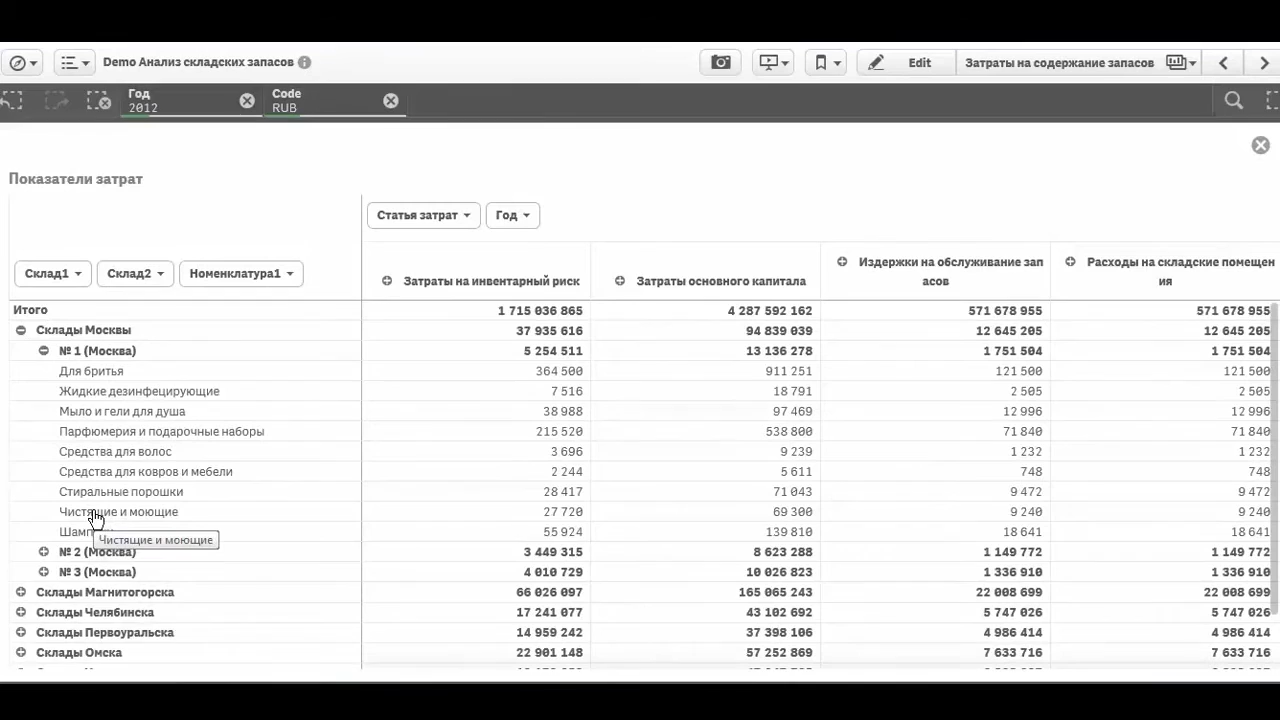 Demo Анализ складских запасов
Edit
Затраты на содержание запасов
Год
2012
Code
RUB
Показатели затрат
Статья затрат Год
Склад1 Склад2 Номенклатура1
Затраты на инвентарный риск Затраты основного капитала Издержки на обслуживание зап
асов Расходы на складские помещен
ия
Итого 1 715 036 865 4 287 592 162 571 678 955 571 678 955
Склады Москвы 37 935 616 94 839 039 12 645 205 12 645 205
№ 1 (Москва) 5 254 511 13 136 278 1 751 504 1 751 504
Для бритья 364 500 911 251 121 500 121 500
Жидкие дезинфецирующие 7 516 18 791 2 505 2 505
Мыло и гели для душа 38 988 97 469 12 996 12 996
Парфюмерия и подарочные наборы 215 520 538 800 71 840 71 840
Средства для волос 3 696 9 239 1 232 1 232
Средства для ковров и мебели 2 244 5 611 748 748
Стиральные порошки 28 417 71 043 9 472 9 472
Чистящие и моющие 27 720 69 300 9 240 9 240
55 924 139 810 18 641 18 641
Чистящие и моющие
№ 2 (Москва) 3 449 315 8 623 288 1 149 772 1 149 772
№ 3 (Москва) 4 010 729 10 026 823 1 336 910 1 336 910
Склады Магнитогорска 66 026 097 165 065 243 22 008 699 22 008 699
Склады Челябинска 17 241 077 43 102 692 5 747 026 5 747 026
Склады Первоуральска 14 959 242 37 398 106 4 986 414 4 986 414
Склады Омска 22 901 148 57 252 869 7 633 716 7 633 716